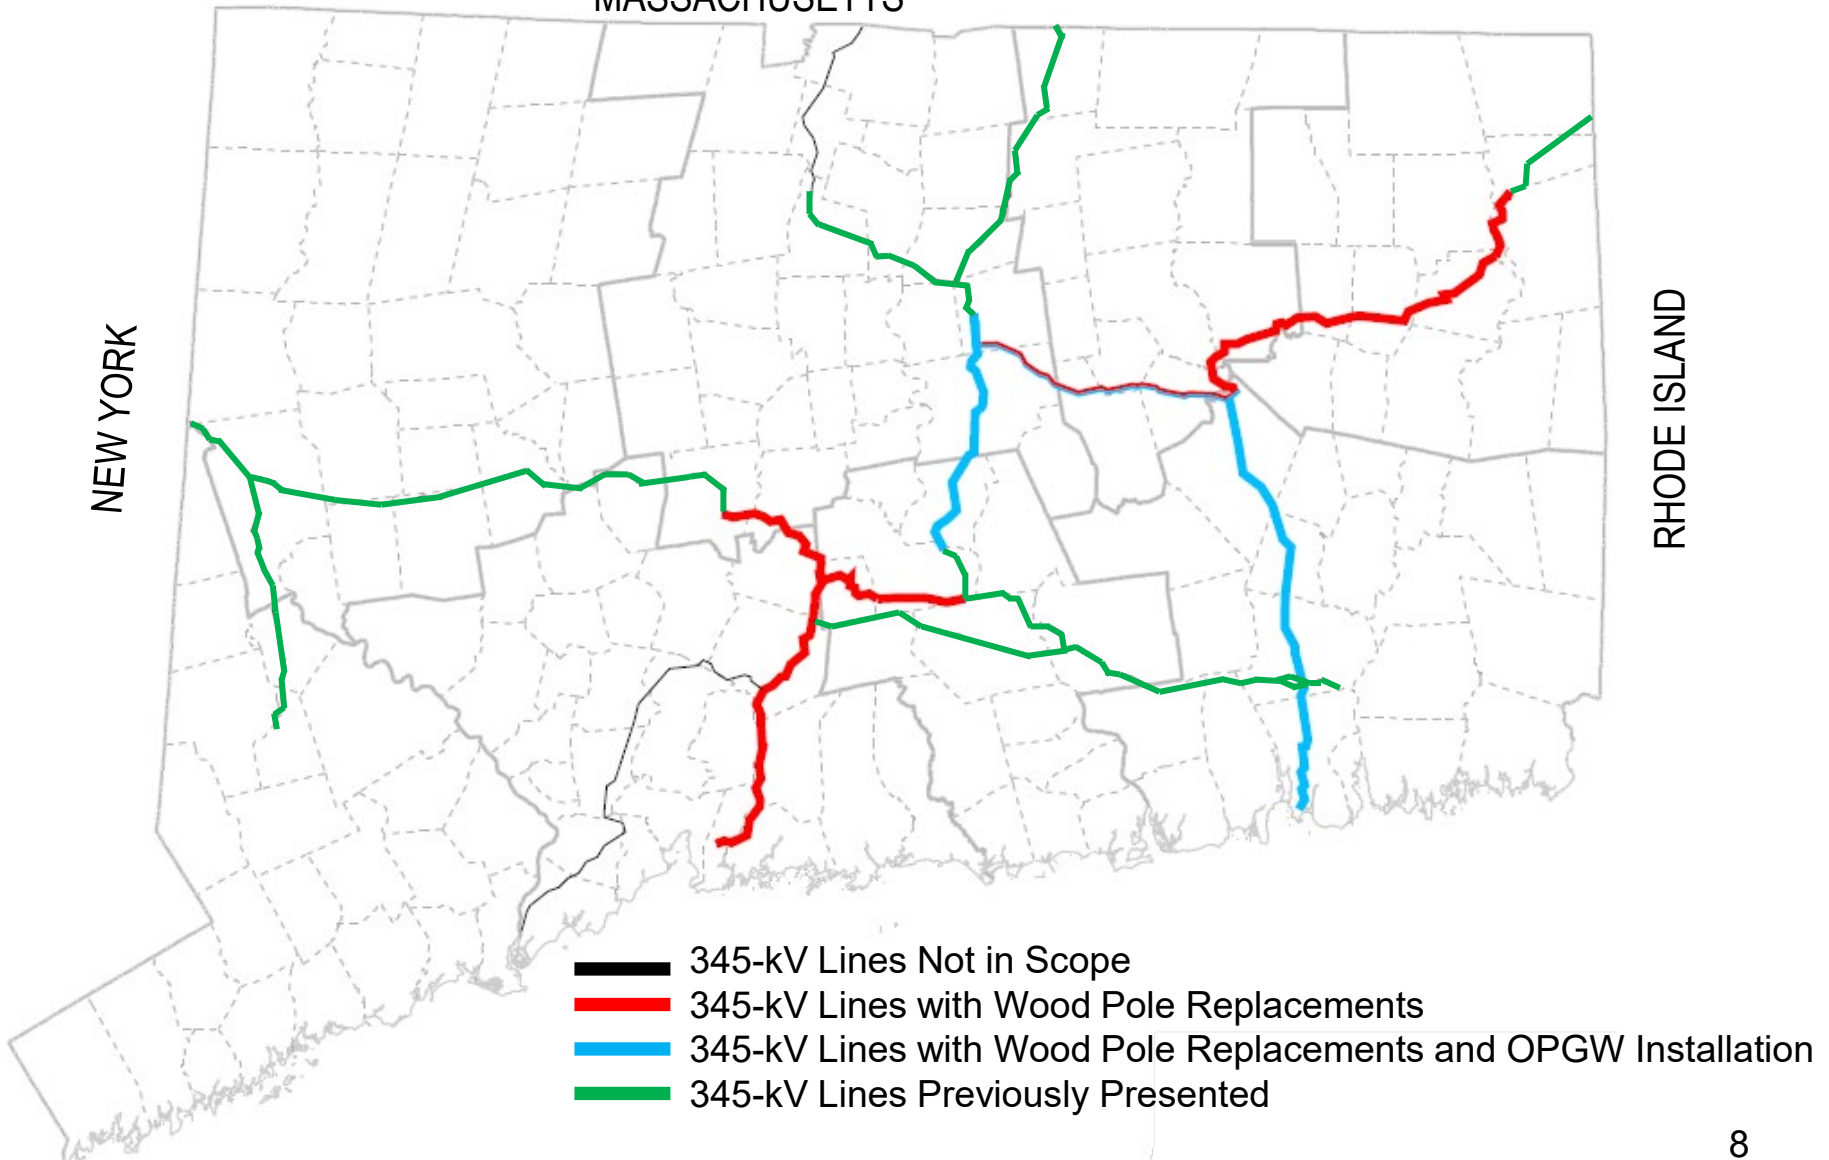 MASSACHUSETTS
NEW YORK
RHODE ISLAND
345-kV Lines Not in Scope
345-kV Lines with Wood Pole Replacements
345-kV Lines with Wood Pole Replacements and OPGW Installation
345-kV Lines Previously Presented
8